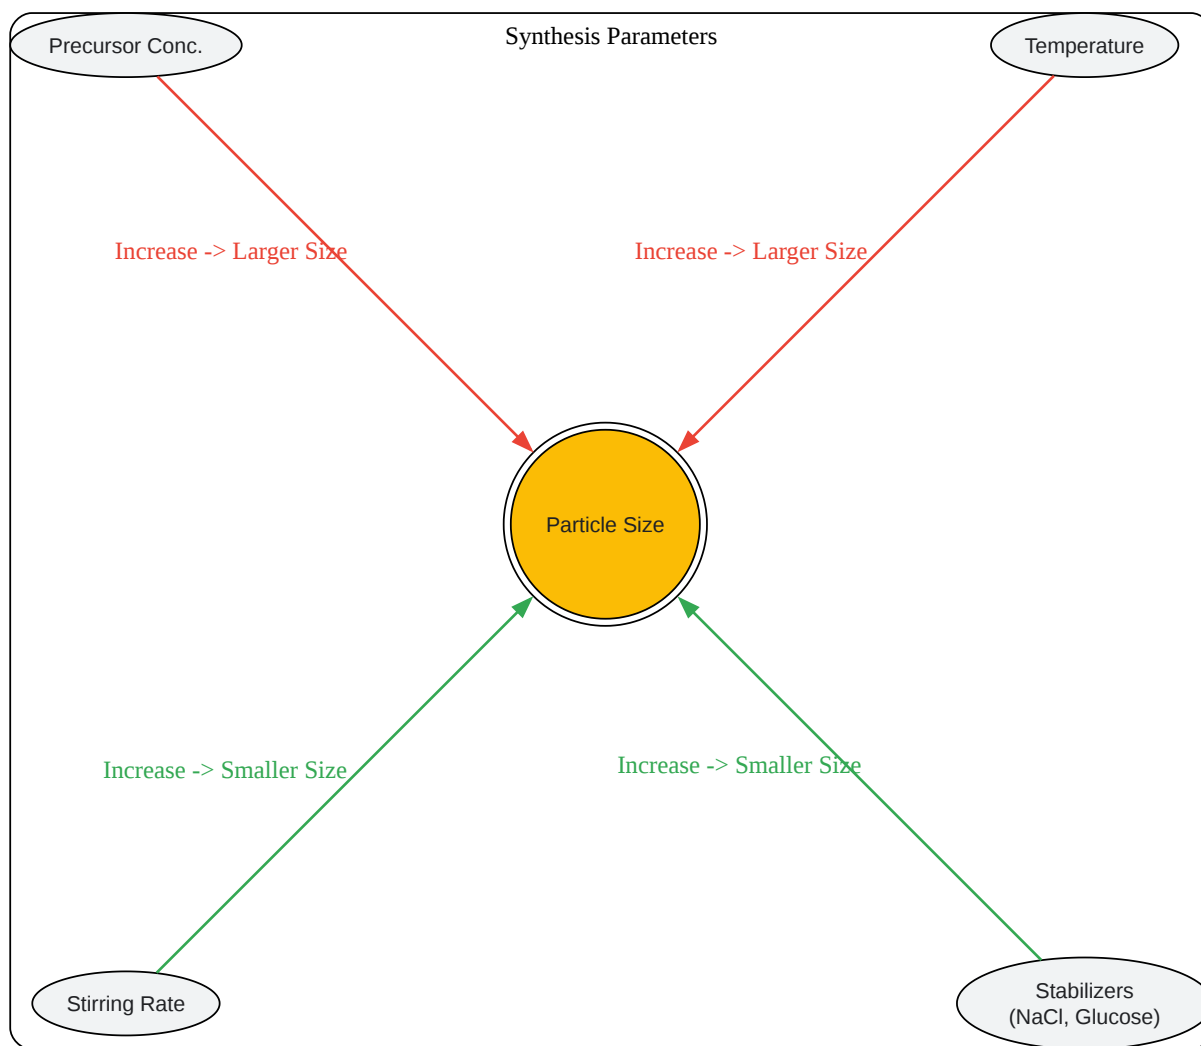 Synthesis Parameters
Precursor Conc.
Temperature
Increase -> Larger Size
Increase -> Larger Size
Particle Size
Increase -> Smaller Size
Increase -> Smaller Size
Stirring Rate
Stabilizers
(NaCl, Glucose)